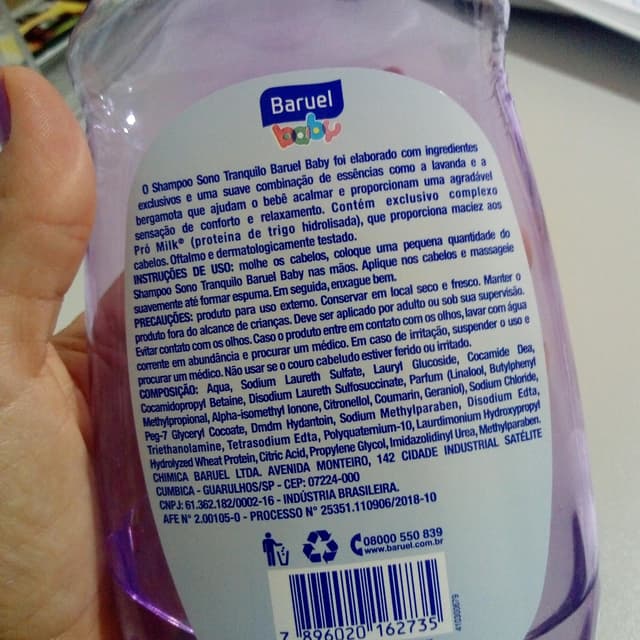 Baruel
baby
O Shampoo Sono Tranquilo Baruel Baby foi elaborado com ingredientes
exclusivos e uma suave combinação de essências como a lavanda e a
bergamota que ajudam o bebê acalmar e proporcionam uma agradável
sensação de conforto e relaxamento. Contém exclusivo complexo
Pró Milk® (proteína de trigo hidrolisada), que proporciona maciez aos
cabelos. Oftalmo e dermatologicamente testado.
INSTRUÇÕES DE USO: molhe os cabelos, coloque uma pequena quantidade do
Shampoo Sono Tranquilo Baruel Baby nas mãos. Aplique nos cabelos e massageie
suavemente até formar espuma. Em seguida, enxague bem.
PRECAUÇÕES: produto para uso externo. Conservar em local seco e fresco. Manter o
produto fora do alcance de crianças. Deve ser aplicado por adulto ou sob sua supervisão.
Evitar contato com os olhos. Caso o produto entre em contato com os olhos, lavar com água
corrente em abundância e procurar um médico. Em caso de irritação, suspender o uso e
procurar um médico. Não usar se o couro cabeludo estiver ferido ou irritado.
COMPOSIÇÃO: Aqua, Sodium Laureth Sulfate, Lauryl Glucoside, Cocamide Dea,
Cocamidopropyl Betaine, Disodium Laureth Sulfosuccinate, Parfum (Linalool, Butylphenyl
Methylpropional, Alpha-isomethyl Ionone, Citronellol, Coumarin, Geraniol), Sodium Chloride,
Peg-7 Glyceryl Cocoate, Dmdm Hydantoin, Sodium Methylparaben, Disodium Edta,
Triethanolamine, Tetrasodium Edta, Polyquaternium-10, Laurdimonium Hydroxypropyl
Hydrolyzed Wheat Protein, Citric Acid, Propylene Glycol, Imidazolidinyl Urea, Methylparaben.
CHIMICA BARUEL LTDA. AVENIDA MONTEIRO, 142 CIDADE INDUSTRIAL SATÉLITE
CUMBICA - GUARULHOS/SP - CEP: 07224-000
CNPJ: 61.362.182/0002-16 - INDÚSTRIA BRASILEIRA.
AFE N° 2.00105-0 - PROCESSO N° 25351.110906/2018-10
08000 550 839
www.baruel.com.br
7 896020 162735
41000679